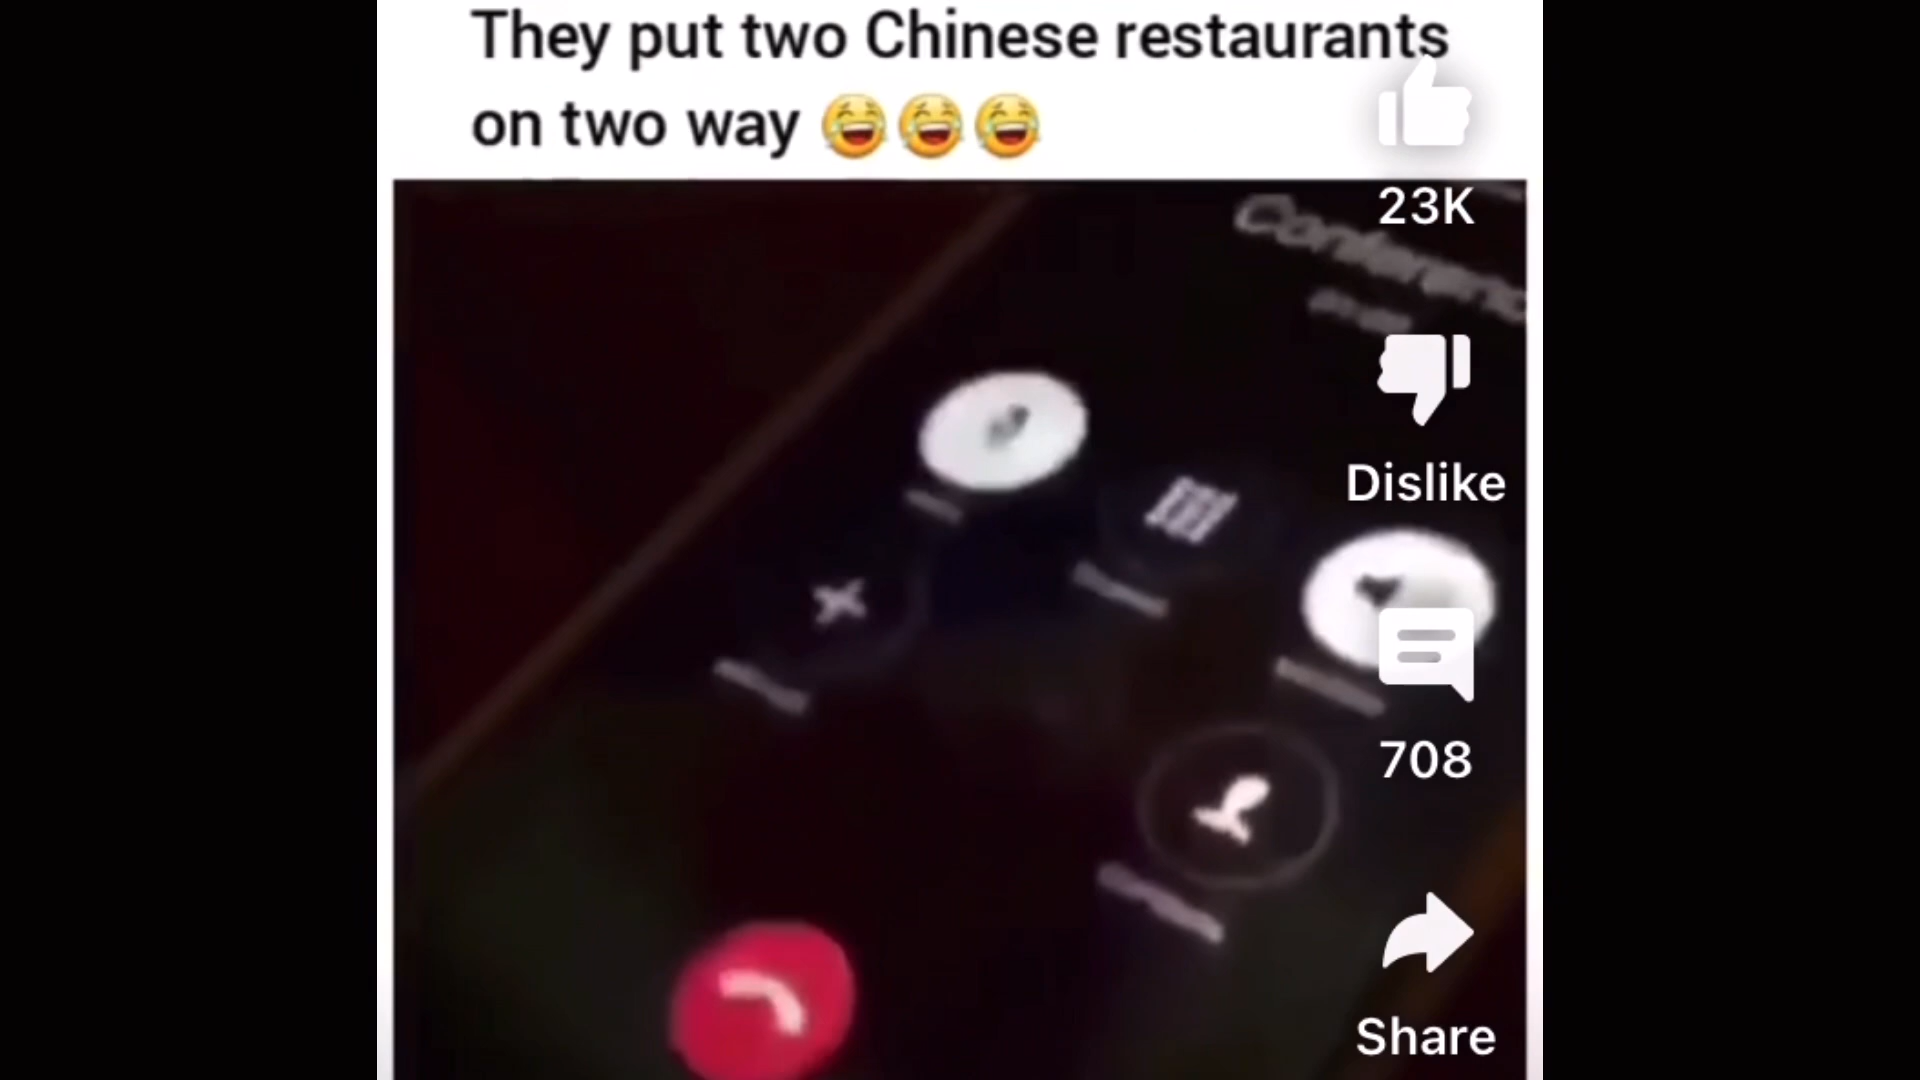 They put two Chinese restaurants
on two way 😂😂😂
23K
Dislike
708
Share